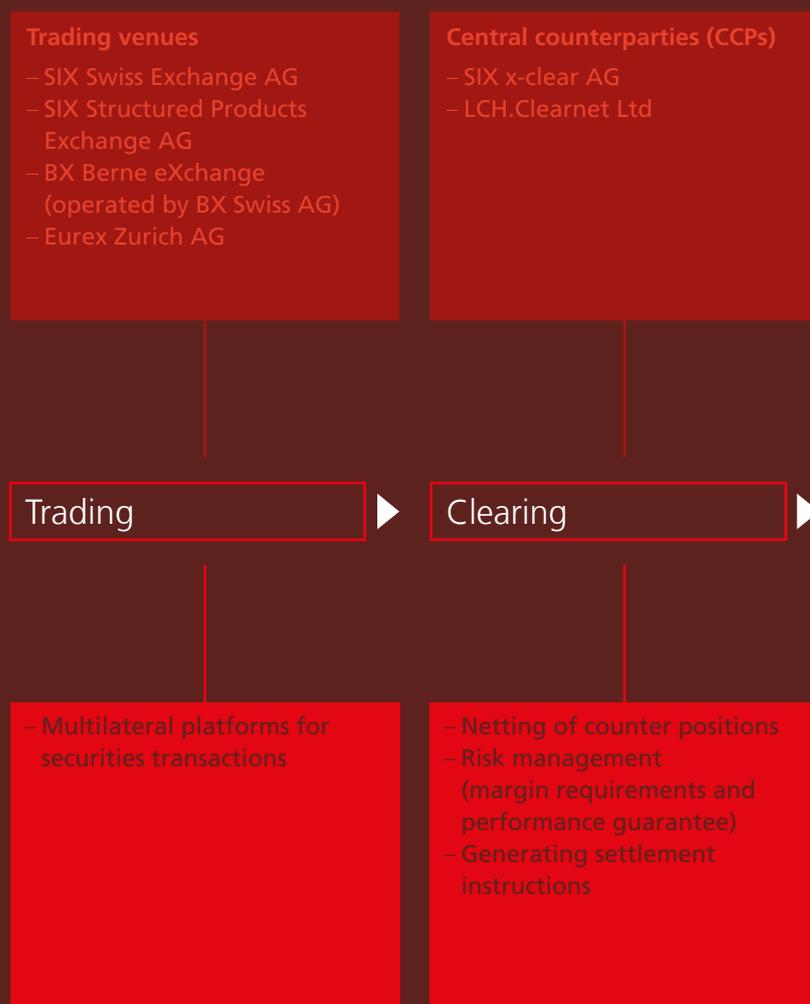 Trading venues
– SIX Swiss Exchange AG
– SIX Structured Products
Exchange AG
– BX Berne eXchange
(operated by BX Swiss AG)
– Eurex Zurich AG
Central counterparties (CCPs)
– SIX x-clear AG
– LCH.Clearnet Ltd
Trading
Clearing
– Multilateral platforms for
securities transactions
– Netting of counter positions
– Risk management
(margin requirements and
performance guarantee)
– Generating settlement
instructions